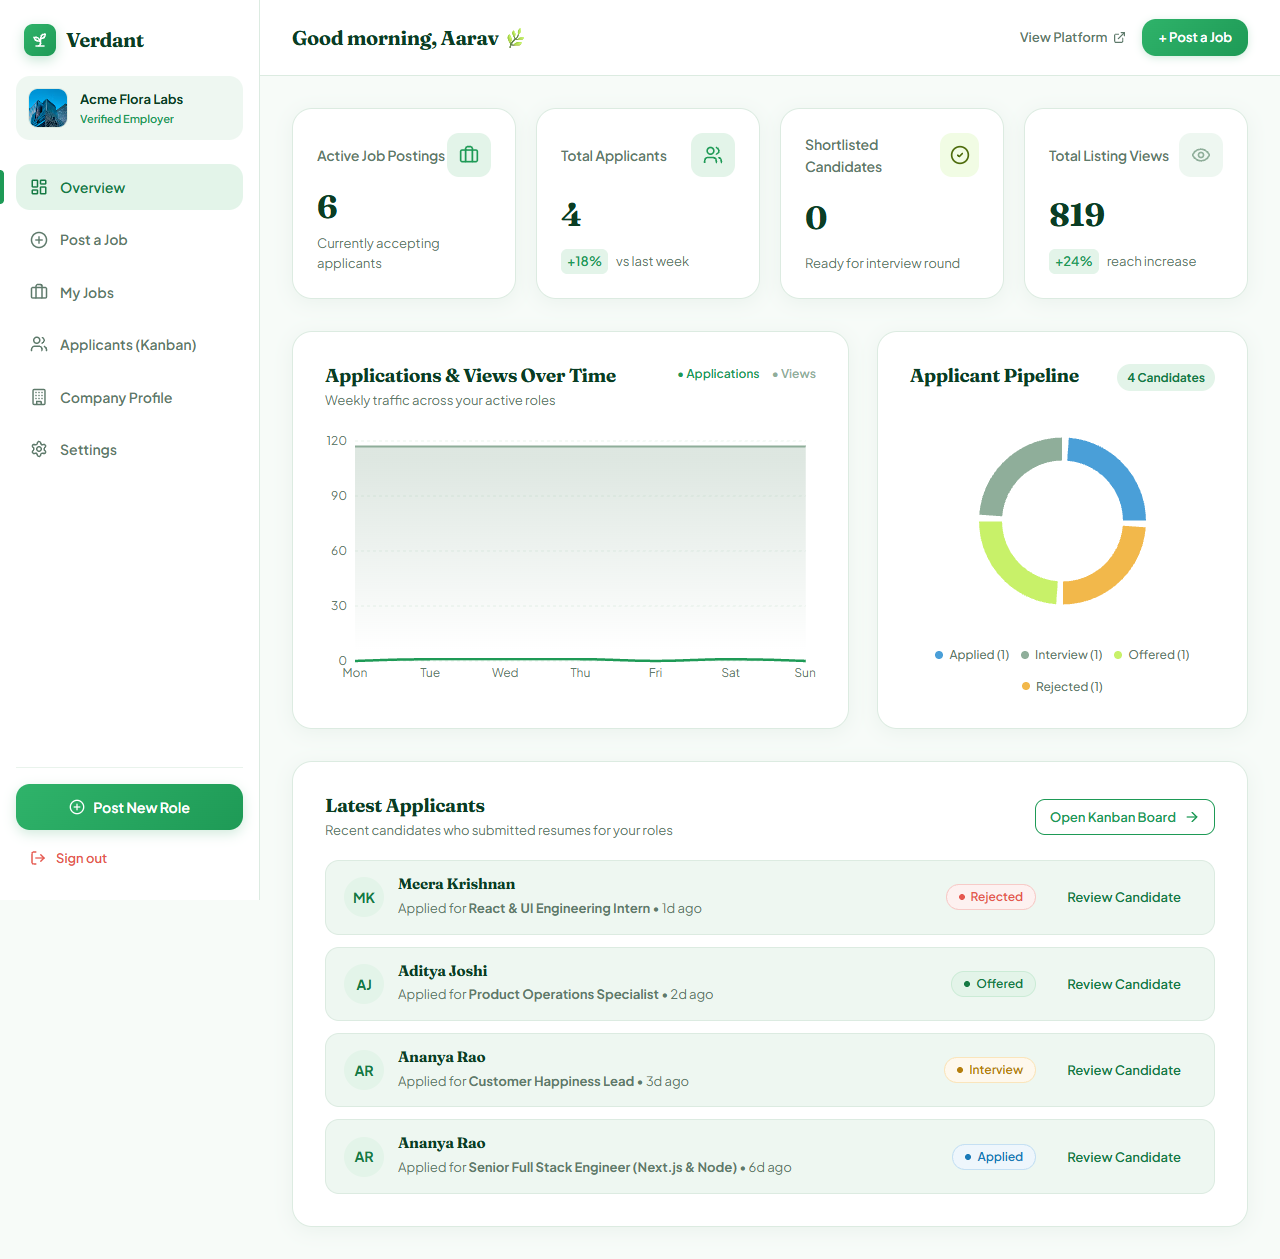 Verdant
Acme Flora Labs
Verified Employer
Overview
Post a Job
My Jobs
Applicants (Kanban)
Company Profile
Settings
Post New Role
Sign out
Good morning, Aarav 🌿
View Platform
+ Post a Job
Active Job Postings
6
Currently accepting
applicants
Total Applicants
4
+18% vs last week
Shortlisted
Candidates
0
Ready for interview round
Total Listing Views
819
+24% reach increase
Applications & Views Over Time
• Applications • Views
Weekly traffic across your active roles
120
90
60
30
0
Mon Tue Wed Thu Fri Sat Sun
Applicant Pipeline
4 Candidates
Applied (1) Interview (1) Offered (1)
Rejected (1)
Latest Applicants
Recent candidates who submitted resumes for your roles
Open Kanban Board
MK
Meera Krishnan
Applied for React & UI Engineering Intern • 1d ago
• Rejected
Review Candidate
AJ
Aditya Joshi
Applied for Product Operations Specialist • 2d ago
• Offered
Review Candidate
AR
Ananya Rao
Applied for Customer Happiness Lead • 3d ago
• Interview
Review Candidate
AR
Ananya Rao
Applied for Senior Full Stack Engineer (Next.js & Node) • 6d ago
• Applied
Review Candidate